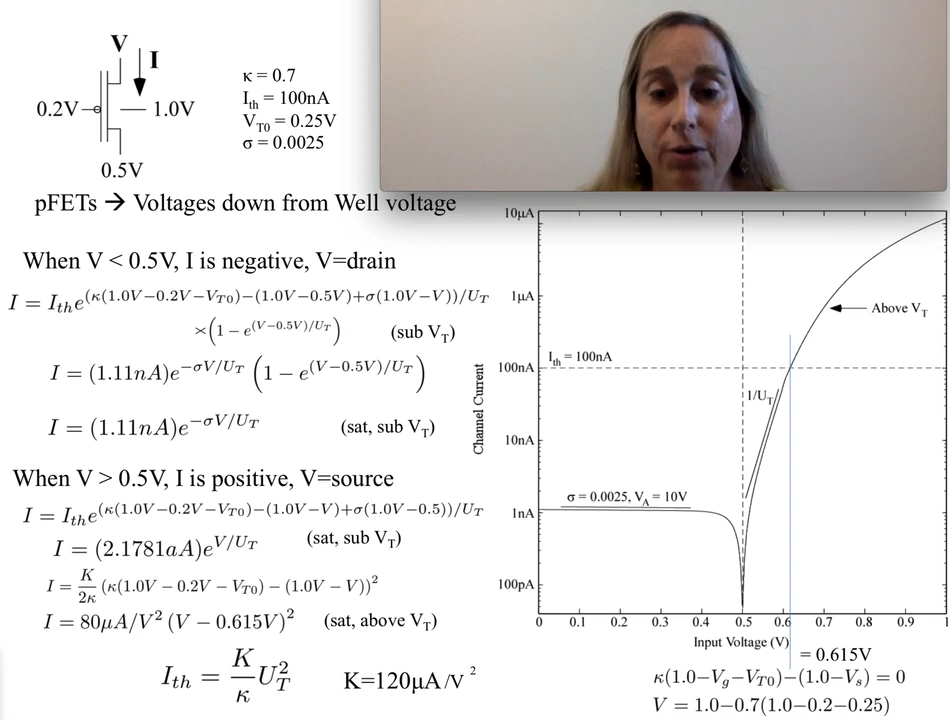 V
I
0.2V
1.0V
0.5V
κ = 0.7
I_th = 100nA
V_T0 = 0.25V
σ = 0.0025
pFETs → Voltages down from Well voltage
When V < 0.5V, I is negative, V=drain
I = I_th e^(κ(1.0V−0.2V−V_T0)−(1.0V−0.5V)+σ(1.0V−V))/U_T
×(1 − e^(V−0.5V)/U_T) (sub V_T)
I = (1.11nA)e^−σV/U_T (1 − e^(V−0.5V)/U_T)
I = (1.11nA)e^−σV/U_T (sat, sub V_T)
When V > 0.5V, I is positive, V=source
I = I_th e^(κ(1.0V−0.2V−V_T0)−(1.0V−V)+σ(1.0V−0.5))/U_T
I = (2.1781aA)e^V/U_T (sat, sub V_T)
I = K/2κ (κ(1.0V − 0.2V − V_T0) − (1.0V − V))^2
I = 80μA/V^2 (V − 0.615V)^2 (sat, above V_T)
I_th = K/κ U_T^2 K=120μA/V^2
10μA
1μA
100nA
10nA
1nA
100pA
Channel Current
Above V_T
I_th = 100nA
1/U_T
σ = 0.0025, V_A = 10V
0 0.1 0.2 0.3 0.4 0.5 0.6 0.7 0.8 0.9 1
Input Voltage (V)
= 0.615V
κ(1.0−V_g−V_T0)−(1.0−V_s) = 0
V = 1.0−0.7(1.0−0.2−0.25)